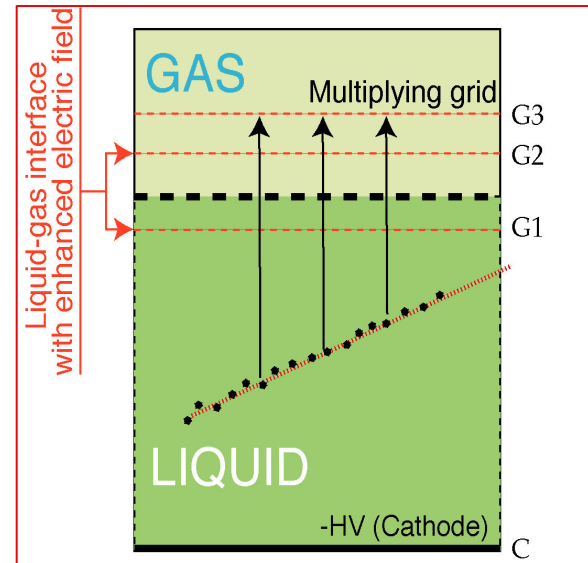 GAS
Multiplying grid
G3
G2
G1
Liquid-gas interface
with enhanced electric field
LIQUID
-HV (Cathode)
C